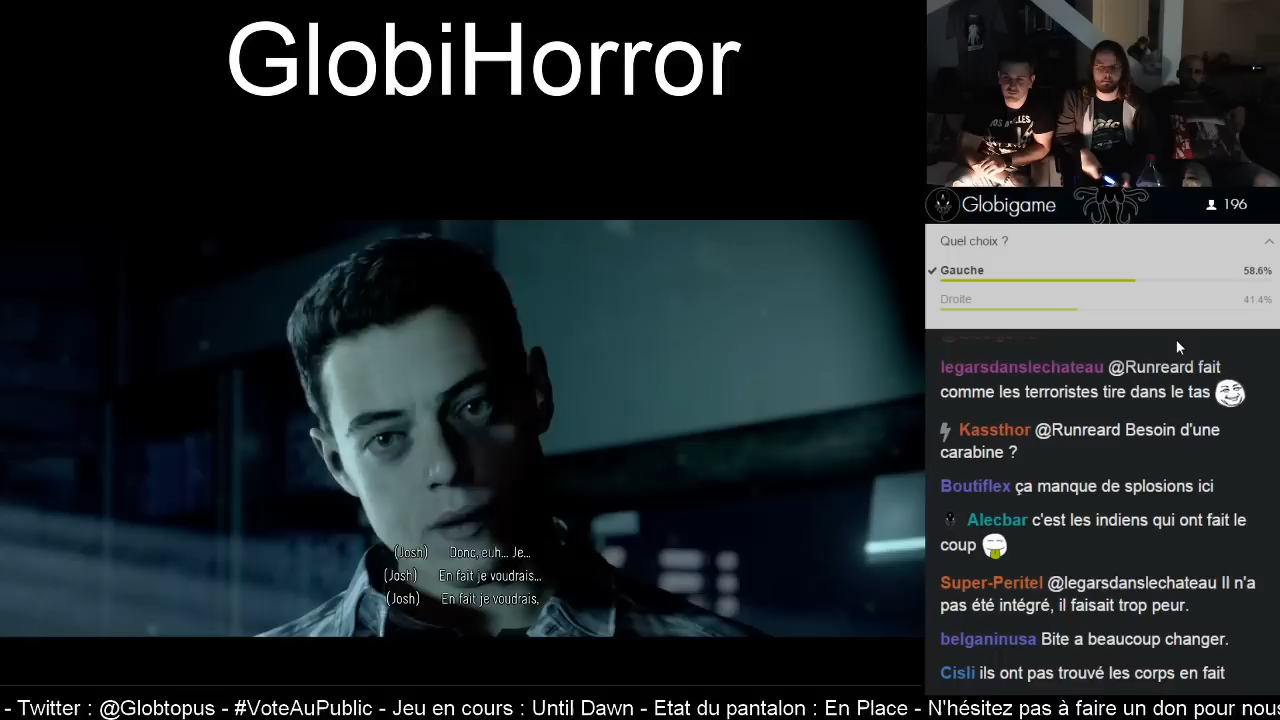 GlobiHorror
Globigame
196
Quel choix ?
Gauche 58.6%
Droite 41.4%
legarsdanslechateau @Runreard fait
comme les terroristes tire dans le tas
Kassthor @Runreard Besoin d'une
carabine ?
Boutiflex ça manque de splosions ici
Alecbar c'est les indiens qui ont fait le
coup
Super-Peritel @legarsdanslechateau Il n'a
pas été intégré, il faisait trop peur.
belganinusa Bite a beaucoup changer.
Cisli ils ont pas trouvé les corps en fait
(Josh) Donc, euh... Je...
(Josh) En fait je voudrais...
(Josh) En fait je voudrais,
- Twitter : @Globtopus - #VoteAuPublic - Jeu en cours : Until Dawn - Etat du pantalon : En Place - N'hésitez pas à faire un don pour nous